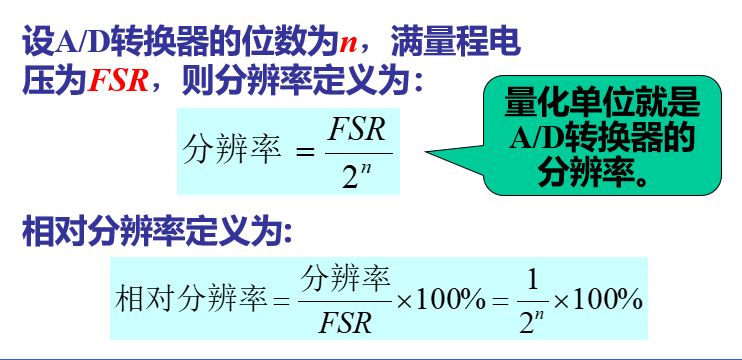 设A/D转换器的位数为n，满量程电
压为FSR，则分辨率定义为：
分辨率 = FSR / 2^n
量化单位就是
A/D转换器的
分辨率。
相对分辨率定义为:
相对分辨率 = 分辨率 / FSR ×100% = 1 / 2^n ×100%